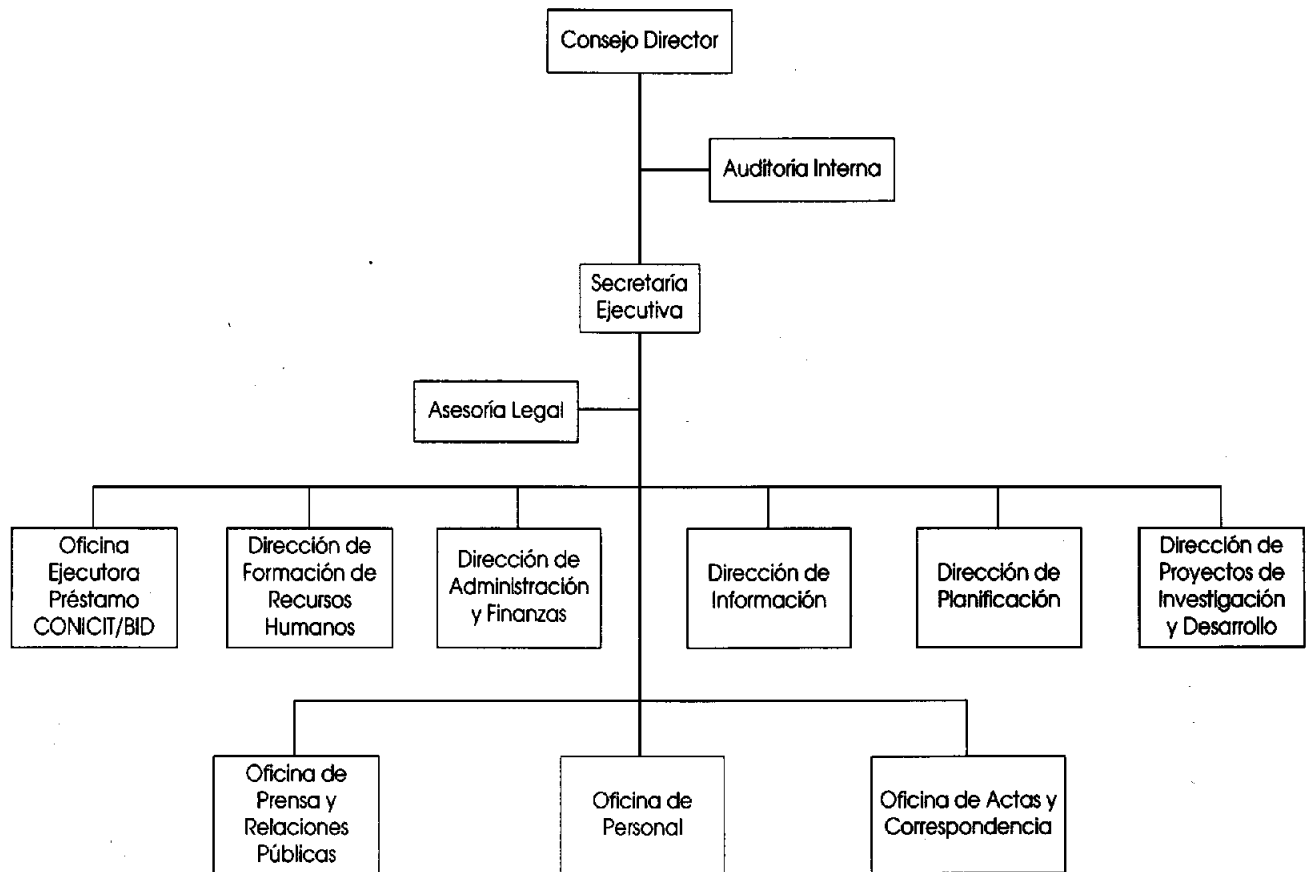 Consejo Director
Auditoría Interna
Secretaría
Ejecutiva
Asesoría Legal
Oficina
Ejecutora
Préstamo
CONICIT/BID
Dirección de
Formación de
Recursos
Humanos
Dirección de
Administración
y Finanzas
Dirección de
Información
Dirección de
Planificación
Dirección de
Proyectos de
Investigación
y Desarrollo
Oficina de
Prensa y
Relaciones
Públicas
Oficina de
Personal
Oficina de Actas y
Correspondencia